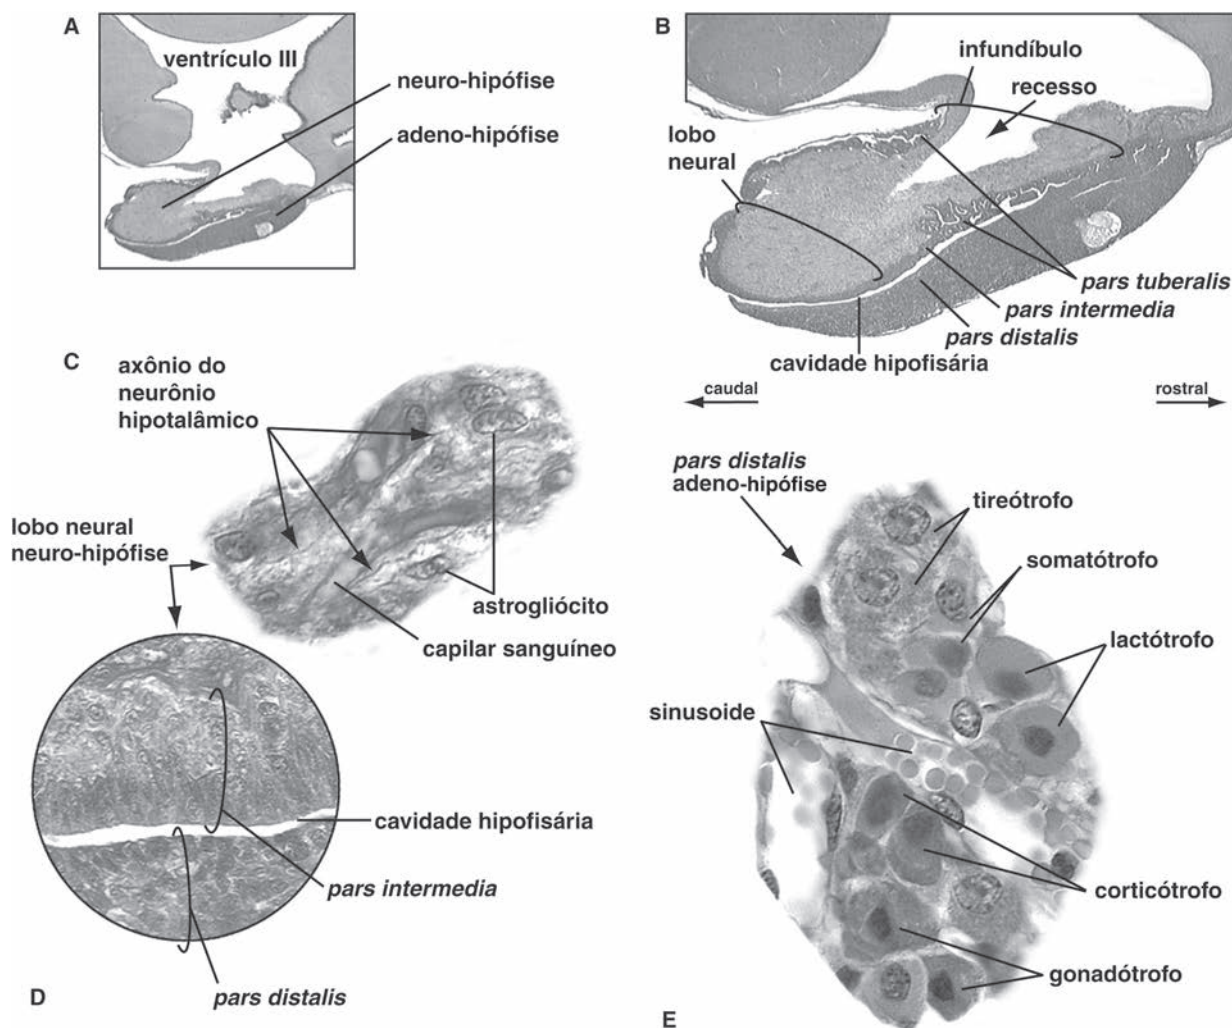 A
ventrículo III
neuro-hipófise
adeno-hipófise
B
infundíbulo
recesso
lobo
neural
pars tuberalis
pars intermedia
pars distalis
cavidade hipofisária
caudal
rostral
C
axônio do
neurônio
hipotalâmico
lobo neural
neuro-hipófise
astrogliócito
capilar sanguíneo
cavidade hipofisária
pars intermedia
pars distalis
D
pars distalis
adeno-hipófise
tireótrofo
somatótrofo
lactótrofo
sinusoide
corticótrofo
gonadótrofo
E